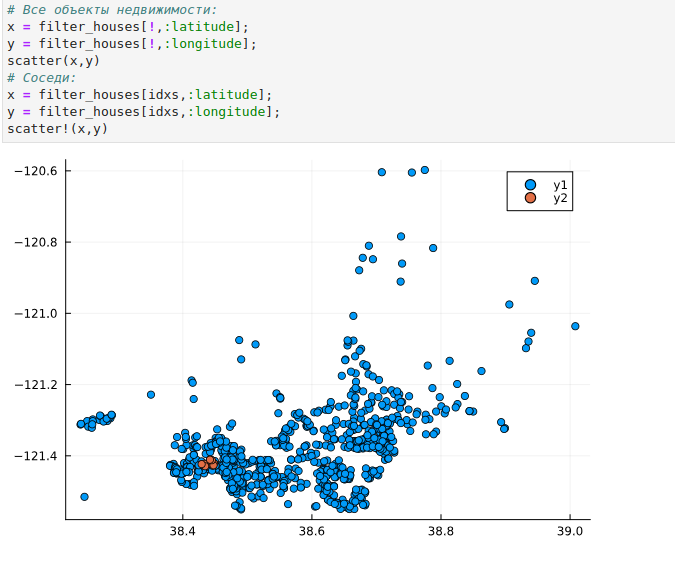 # Все объекты недвижимости:
x = filter_houses[!,:latitude];
y = filter_houses[!,:longitude];
scatter(x,y)
# Соседи:
x = filter_houses[idxs,:latitude];
y = filter_houses[idxs,:longitude];
scatter!(x,y)
−120.6
y1
y2
−120.8
−121.0
−121.2
−121.4
38.4 38.6 38.8 39.0